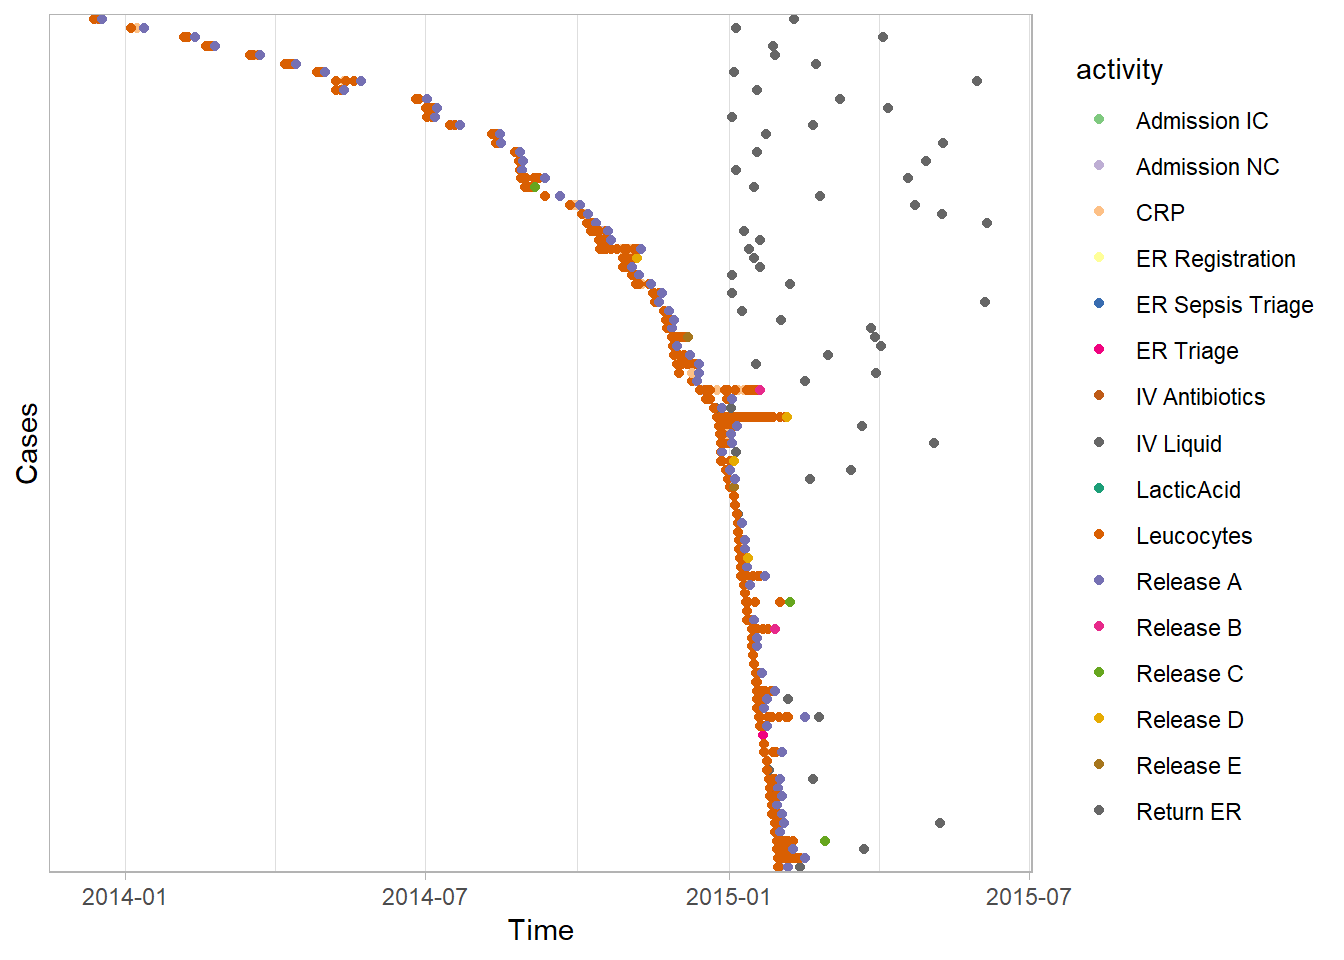 activity
Admission IC
Admission NC
CRP
ER Registration
ER Sepsis Triage
ER Triage
IV Antibiotics
IV Liquid
LacticAcid
Leucocytes
Release A
Release B
Release C
Release D
Release E
Return ER
Cases
2014-01 2014-07 2015-01 2015-07
Time